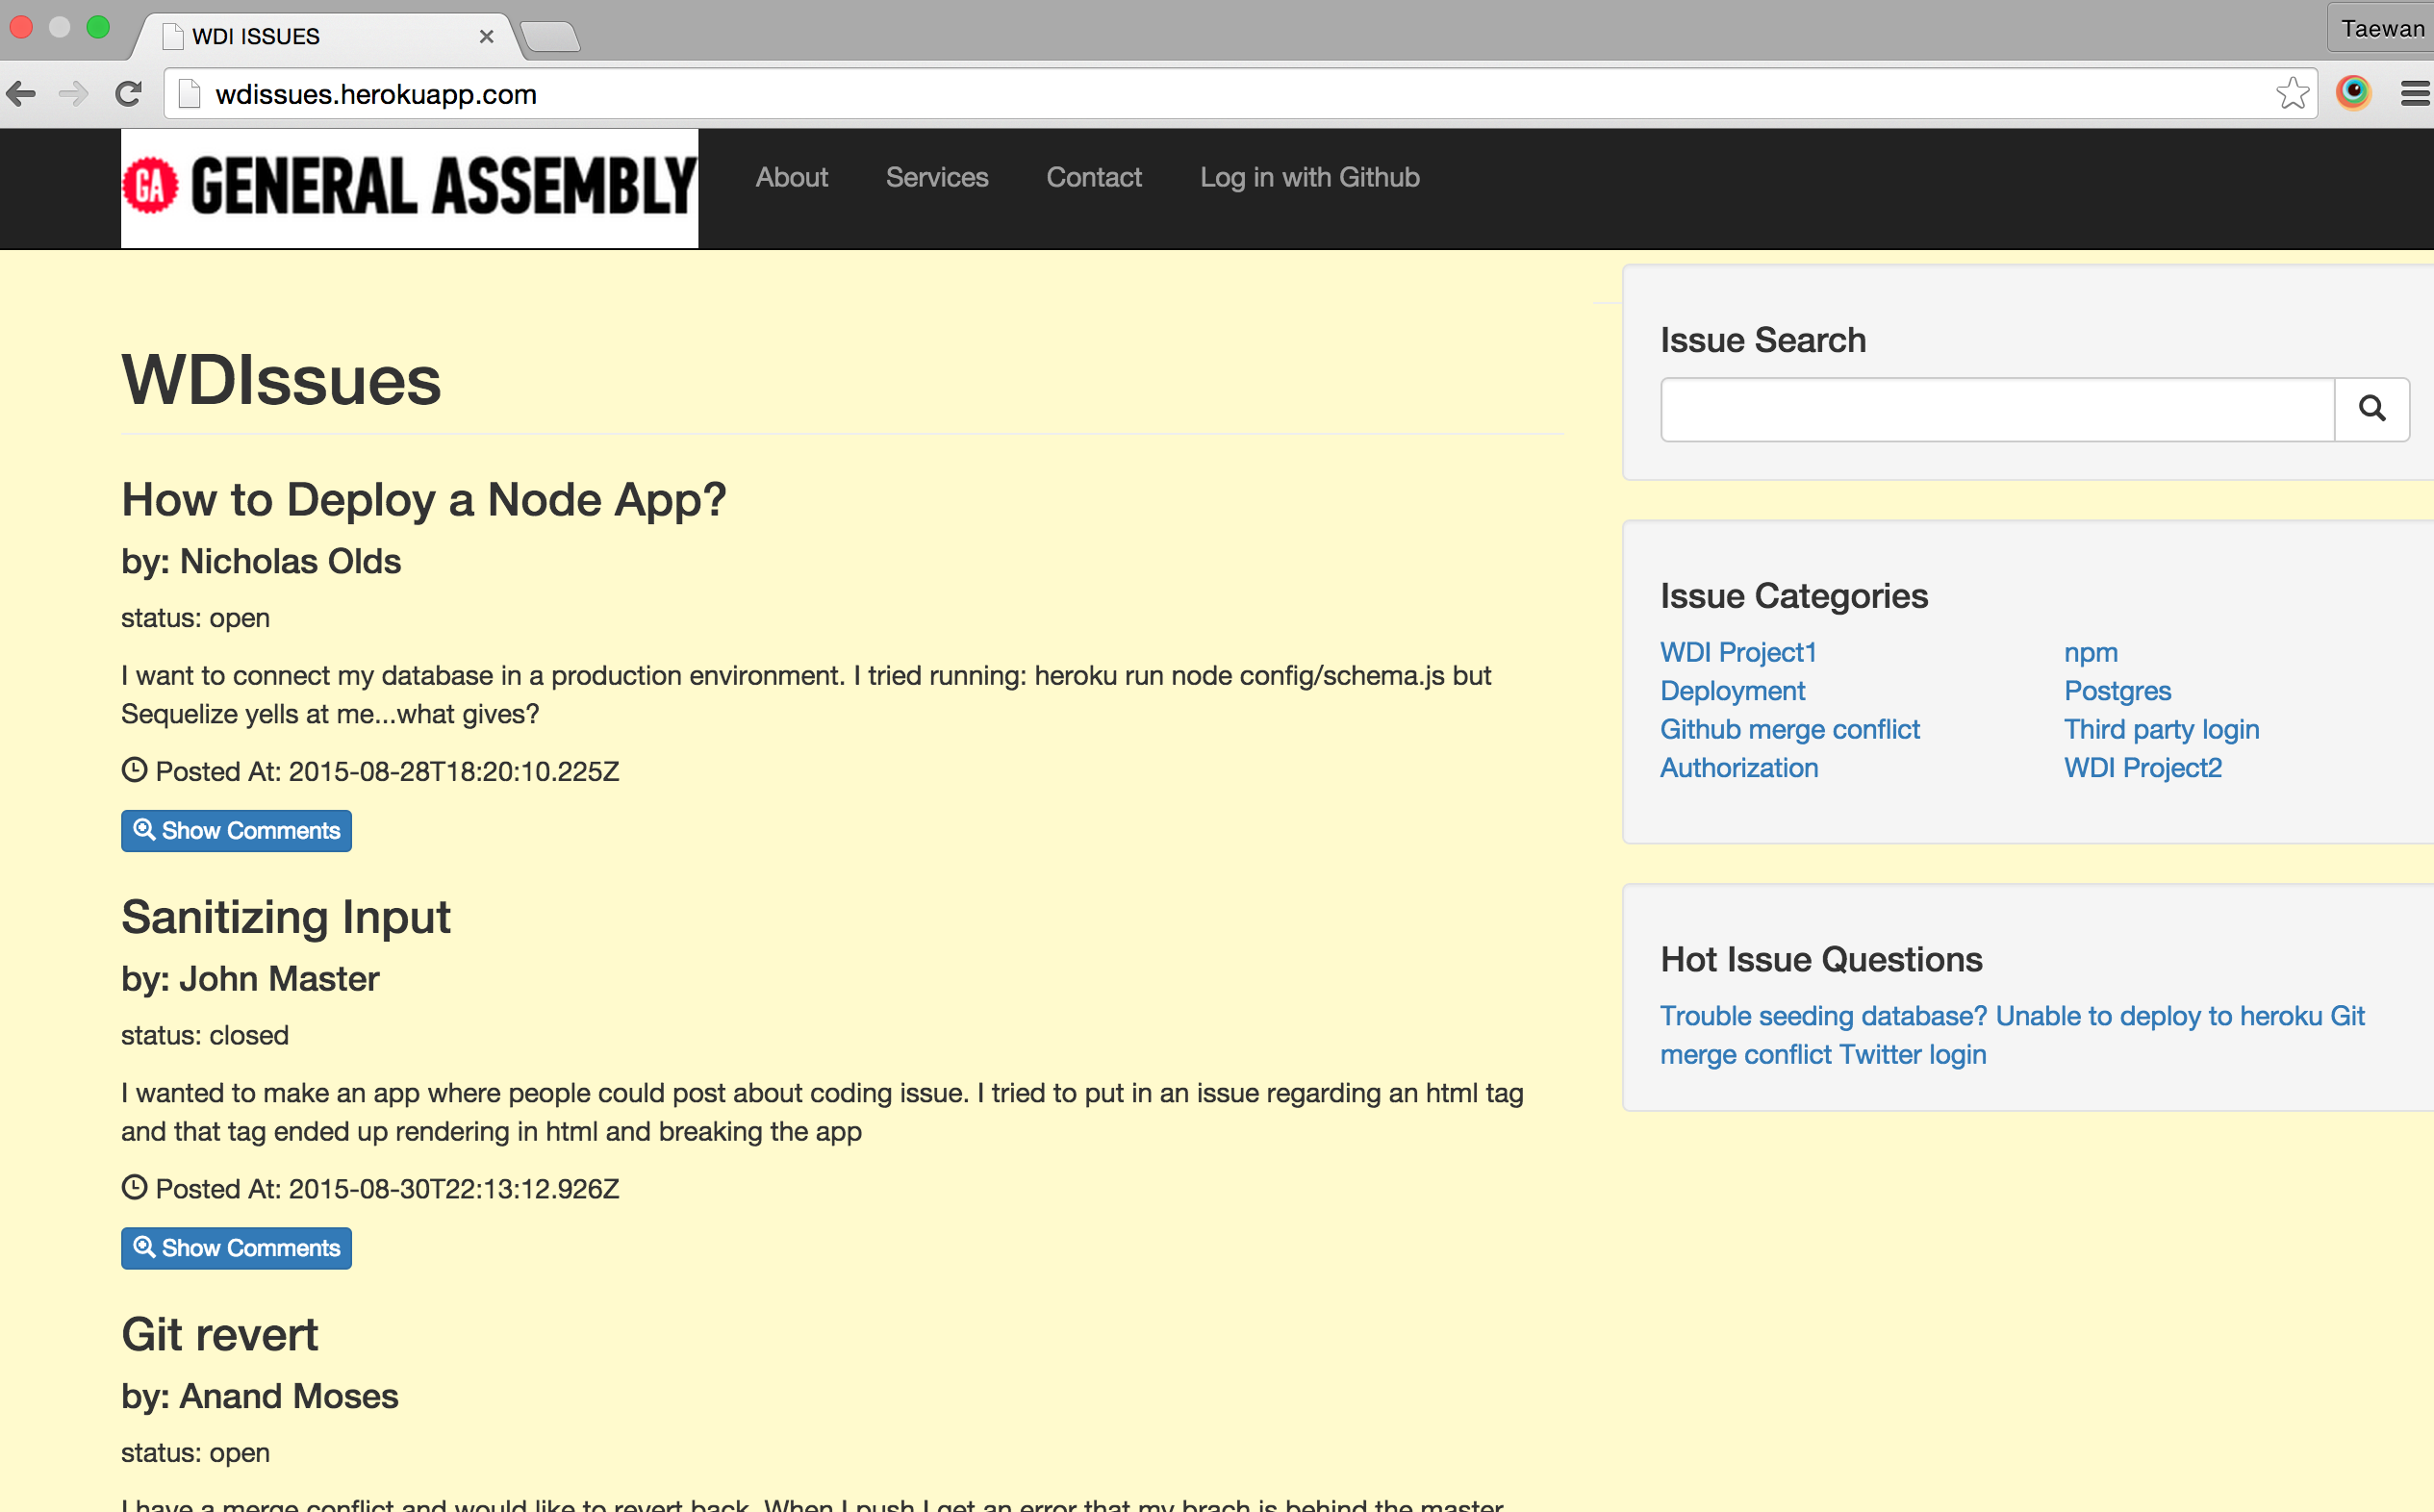 WDI ISSUES
Taewan
wdissues.herokuapp.com
GA GENERAL ASSEMBLY
About Services Contact Log in with Github
WDIssues
How to Deploy a Node App?
by: Nicholas Olds
status: open
I want to connect my database in a production environment. I tried running: heroku run node config/schema.js but
Sequelize yells at me...what gives?
Posted At: 2015-08-28T18:20:10.225Z
Show Comments
Sanitizing Input
by: John Master
status: closed
I wanted to make an app where people could post about coding issue. I tried to put in an issue regarding an html tag
and that tag ended up rendering in html and breaking the app
Posted At: 2015-08-30T22:13:12.926Z
Show Comments
Git revert
by: Anand Moses
status: open
I have a merge conflict and would like to revert back. When I push I get an error that my brach is behind the master
Issue Search
Issue Categories
WDI Project1
Deployment
Github merge conflict
Authorization
npm
Postgres
Third party login
WDI Project2
Hot Issue Questions
Trouble seeding database? Unable to deploy to heroku Git
merge conflict Twitter login